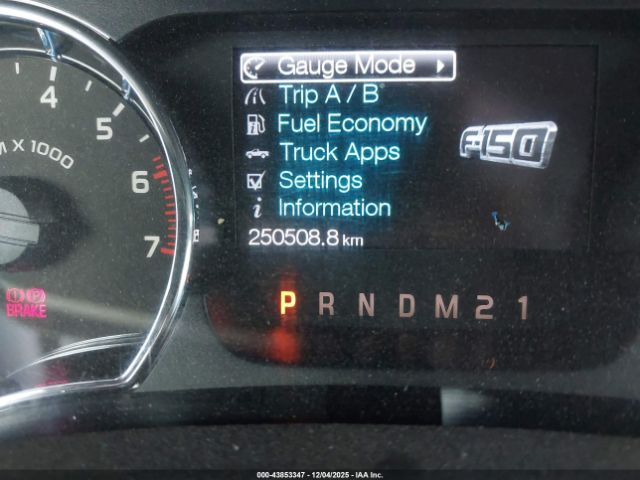 Gauge Mode
Trip A / B
Fuel Economy
Truck Apps
Settings
Information
250508.8 km
F-150
P R N D M 2 1
4
5
6
7
M X 1000
BRAKE
000-43853347 - 12/04/2025 - IAA Inc.